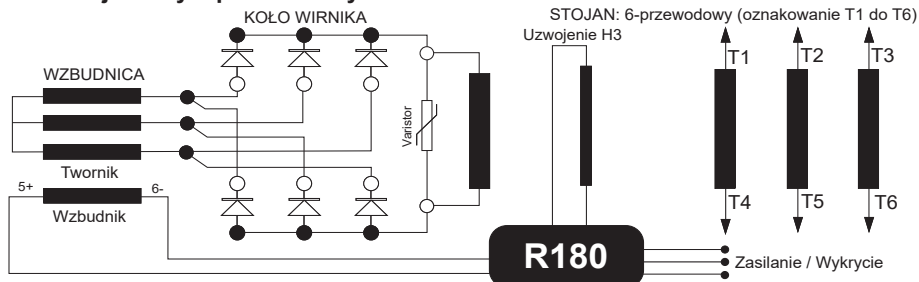 KOŁO WIRNIKA
STOJAN: 6-przewodowy (oznakowanie T1 do T6)
Uzwojenie H3
WZBUDNICA
T1
T2
T3
Varistor
Twornik
5+
6-
Wzbudnik
T4
T5
T6
R180
Zasilanie / Wykrycie